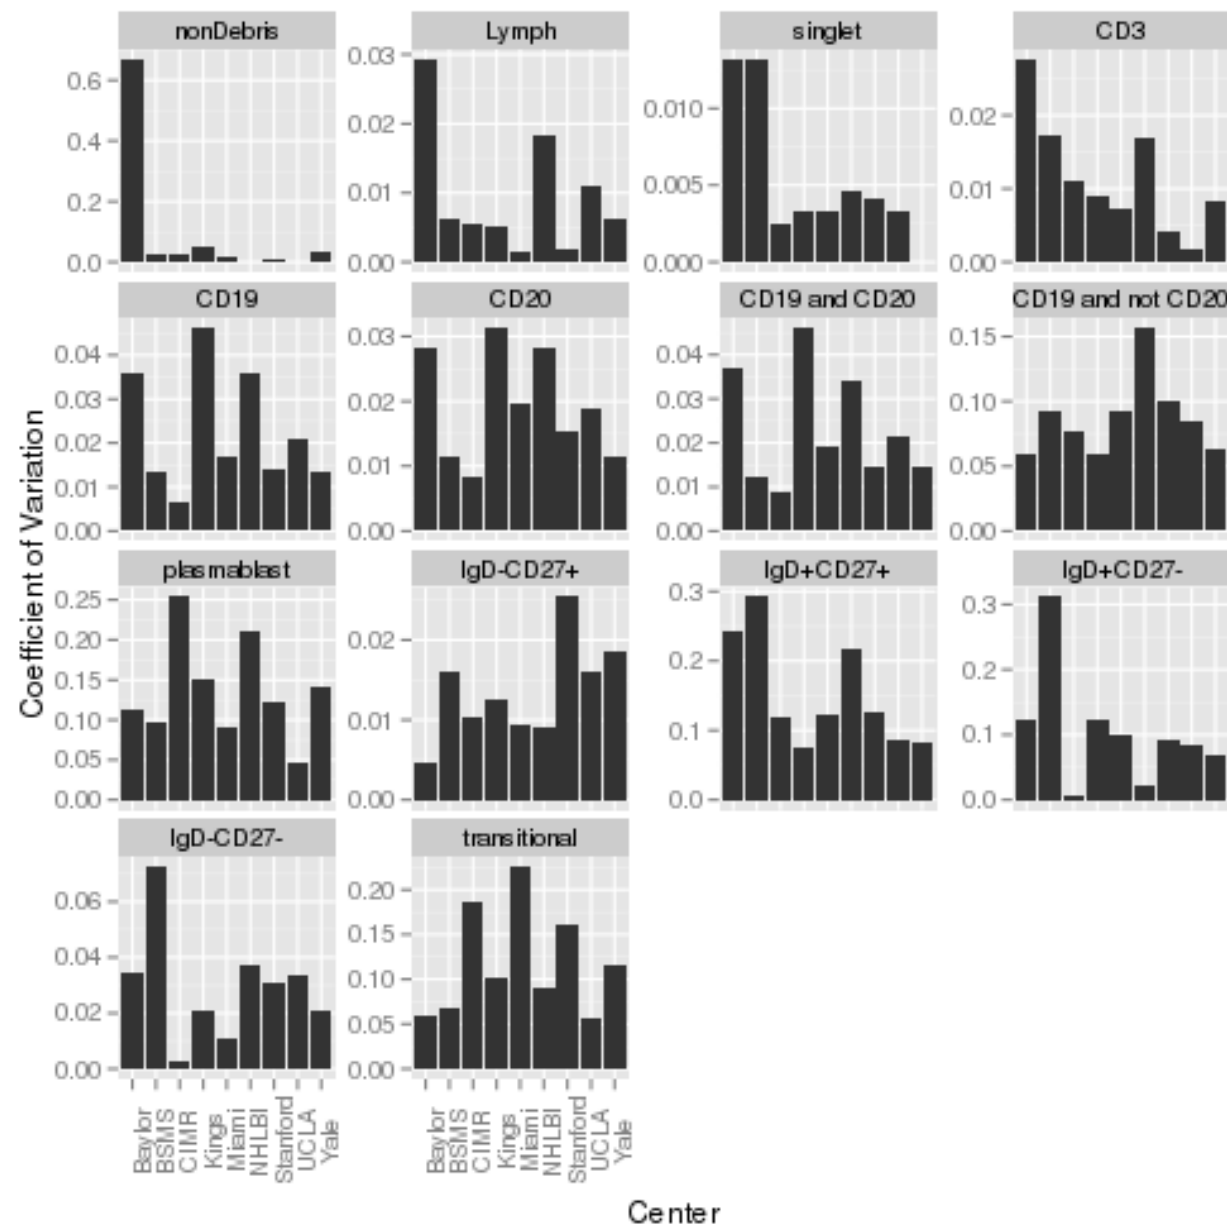 nonDebris Lymph singlet CD3
0.6 0.4 0.2 0.0
0.03 0.02 0.01 0.00
0.010 0.005 0.000
0.02 0.01 0.00
CD19 CD20 CD19 and CD20 CD19 and not CD20
0.04 0.03 0.02 0.01 0.00
0.03 0.02 0.01 0.00
0.04 0.03 0.02 0.01 0.00
0.15 0.10 0.05 0.00
plasmablast IgD-CD27+ IgD+CD27+ IgD+CD27-
0.25 0.20 0.15 0.10 0.05 0.00
0.02 0.01 0.00
0.3 0.2 0.1 0.0
0.3 0.2 0.1 0.0
IgD-CD27- transitional
0.06 0.04 0.02 0.00
0.20 0.15 0.10 0.05 0.00
Baylor BSMS CIMR Kings Miami NHLBI Stanford UCLA Yale
Baylor BSMS CIMR Kings Miami NHLBI Stanford UCLA Yale
Coefficient of Variation
Center